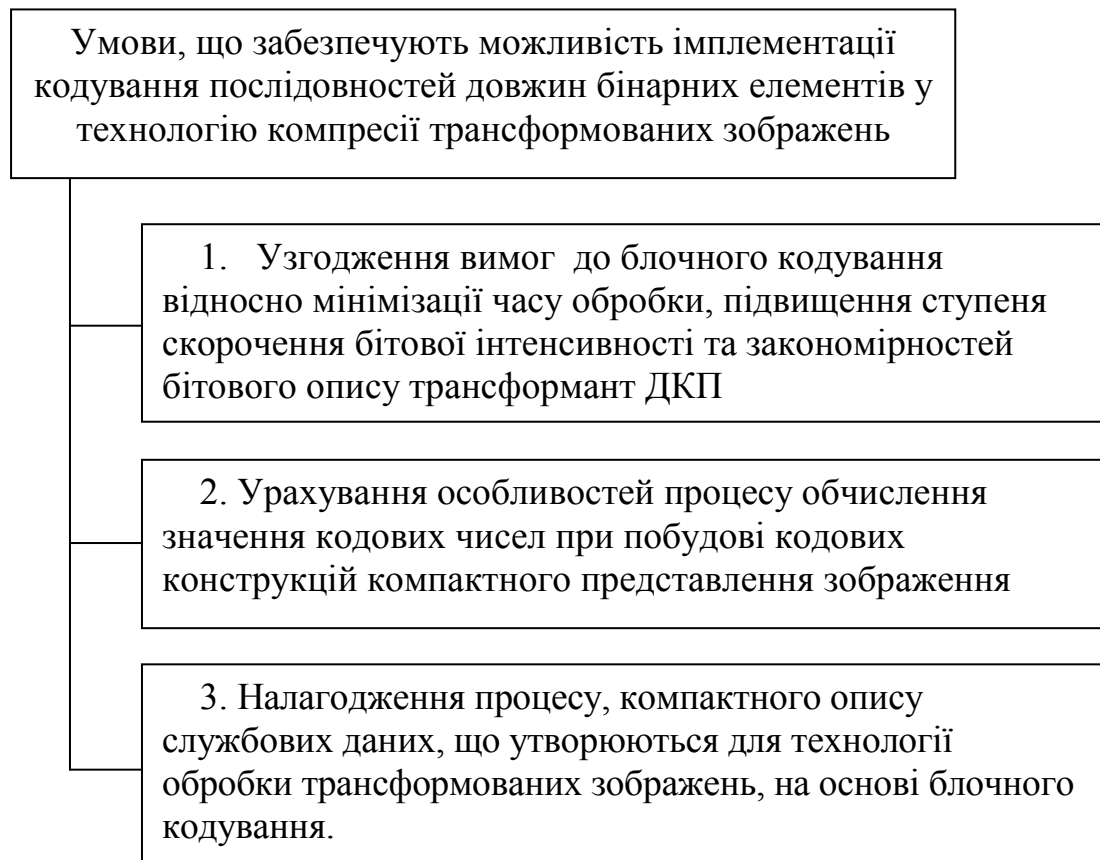 Умови, що забезпечують можливість імплементації
кодування послідовностей довжин бінарних елементів у
технологію компресії трансформованих зображень
1. Узгодження вимог до блочного кодування
відносно мінімізації часу обробки, підвищення ступеня
скорочення бітової інтенсивності та закономірностей
бітового опису трансформант ДКП
2. Урахування особливостей процесу обчислення
значення кодових чисел при побудові кодових
конструкцій компактного представлення зображення
3. Налагодження процесу, компактного опису
службових даних, що утворюються для технології
обробки трансформованих зображень, на основі блочного
кодування.